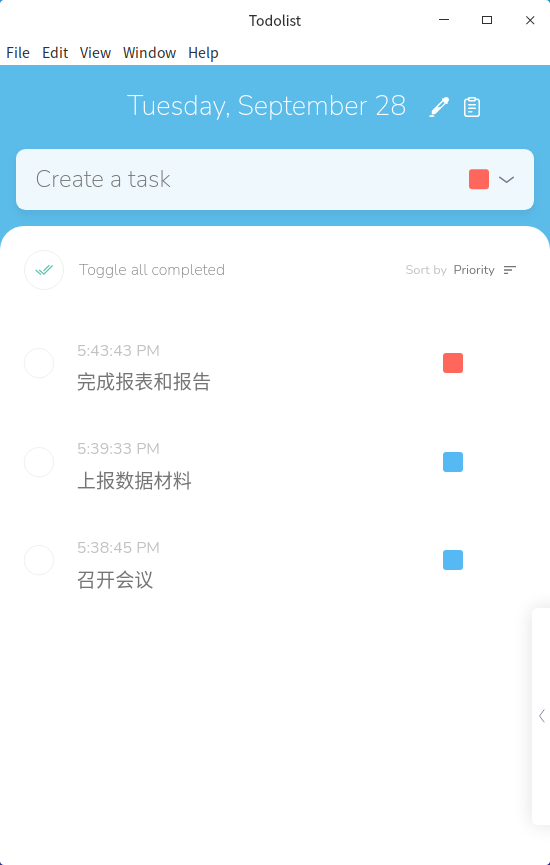 Todolist
File Edit View Window Help
Tuesday, September 28
Create a task
Toggle all completed
Sort by Priority
5:43:43 PM
完成报表和报告
5:39:33 PM
上报数据材料
5:38:45 PM
召开会议